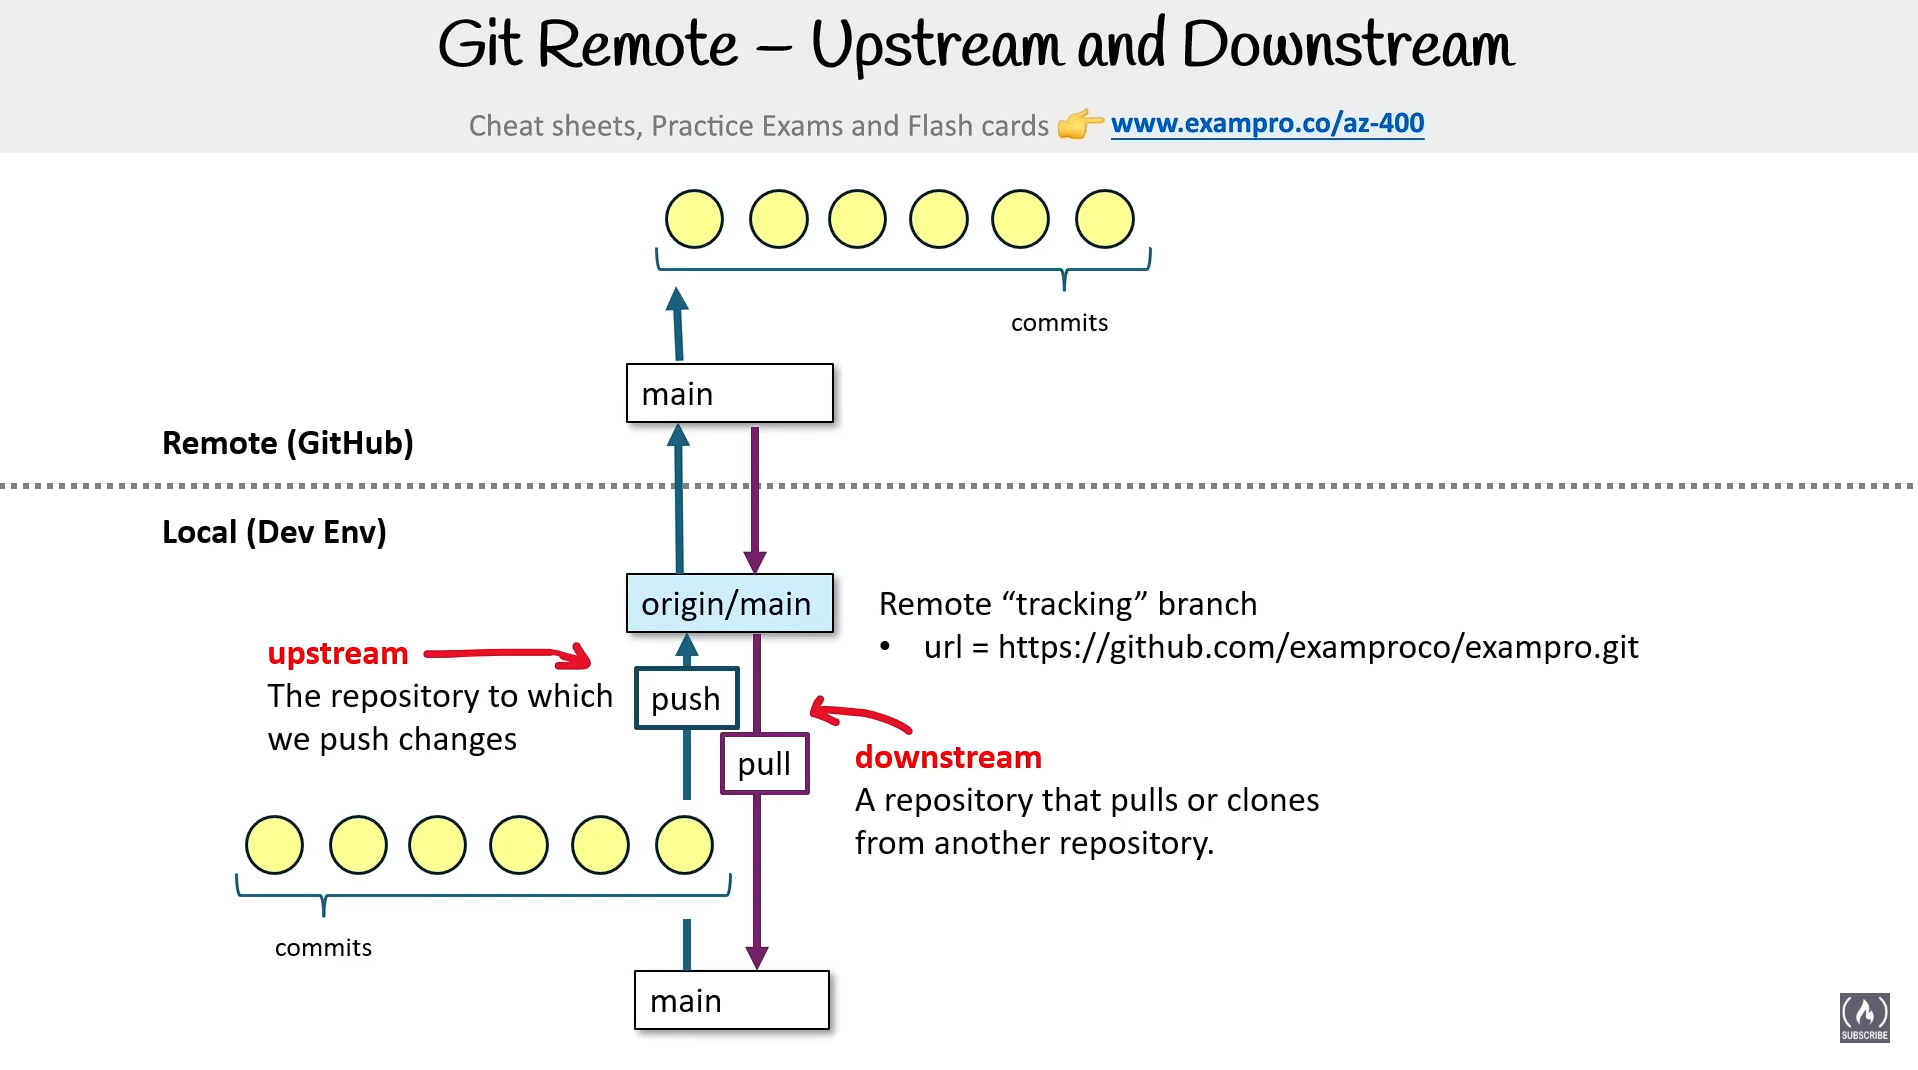 Git Remote – Upstream and Downstream
Cheat sheets, Practice Exams and Flash cards 👉 www.exampro.co/az-400
commits
main
Remote (GitHub)
Local (Dev Env)
origin/main
Remote “tracking” branch
• url = https://github.com/examproco/exampro.git
upstream
The repository to which
we push changes
push
pull
downstream
A repository that pulls or clones
from another repository.
commits
main
SUBSCRIBE